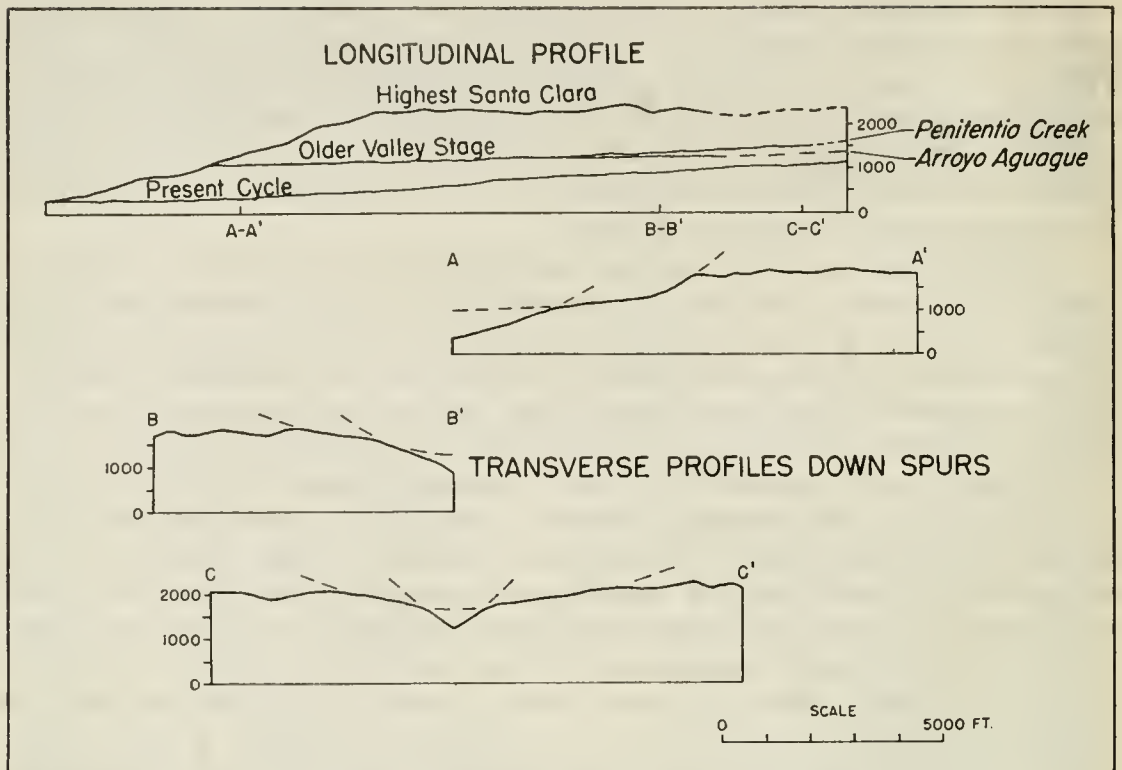 LONGITUDINAL PROFILE
Highest Santa Clara
Older Valley Stage
Present Cycle
2000
1000
0
Penitentia Creek
Arroyo Aguague
A-A'
B-B'
C-C'
A
A'
1000
0
B
B'
1000
0
TRANSVERSE PROFILES DOWN SPURS
C
C'
2000
1000
0
SCALE
0
5000 FT.